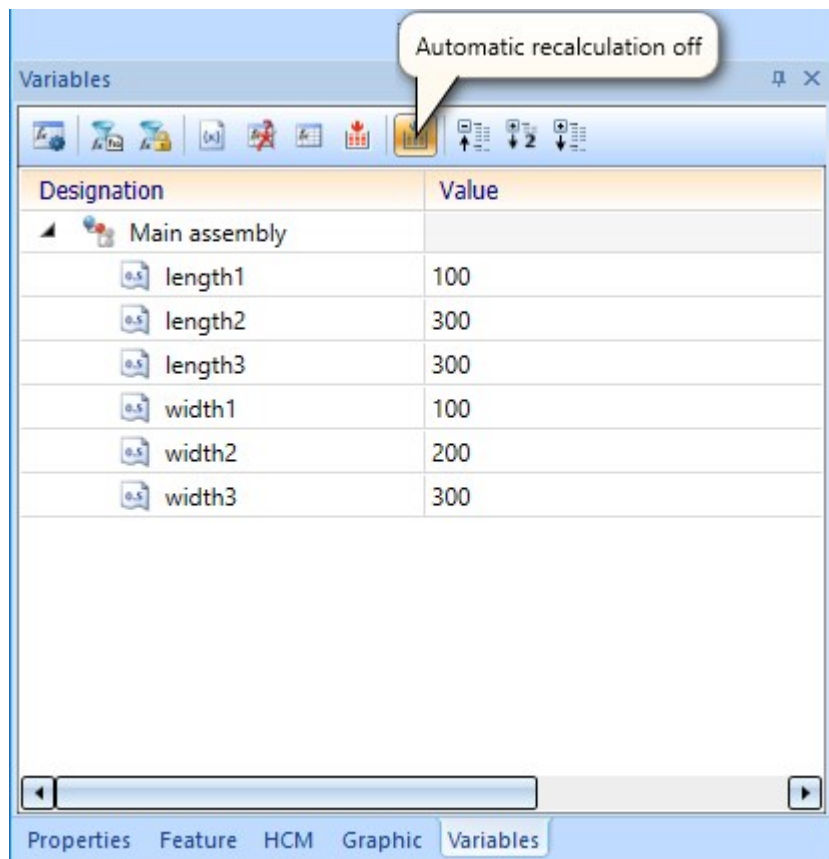 Automatic recalculation off
Variables
Designation Value
Main assembly
length1 100
length2 300
length3 300
width1 100
width2 200
width3 300
Properties Feature HCM Graphic Variables